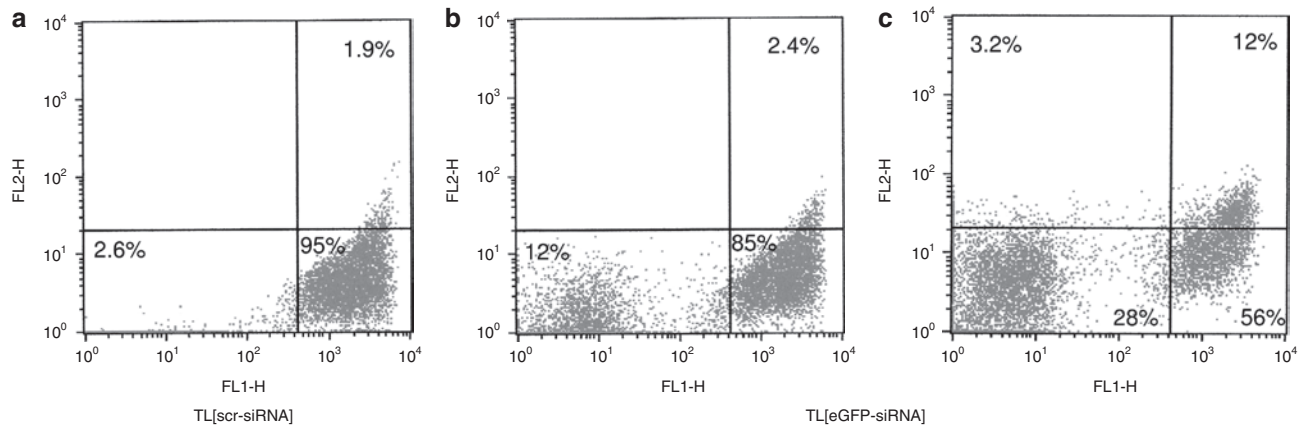 a
10⁴
10³
10²
10¹
10⁰
FL2-H
1.9%
2.6%
95%
10⁰ 10¹ 10² 10³ 10⁴
FL1-H
TL[scr-siRNA]
b
10⁴
10³
10²
10¹
10⁰
FL2-H
2.4%
12%
85%
10⁰ 10¹ 10² 10³ 10⁴
FL1-H
c
10⁴
10³
10²
10¹
10⁰
FL2-H
3.2% 12%
28% 56%
10⁰ 10¹ 10² 10³ 10⁴
FL1-H
TL[eGFP-siRNA]